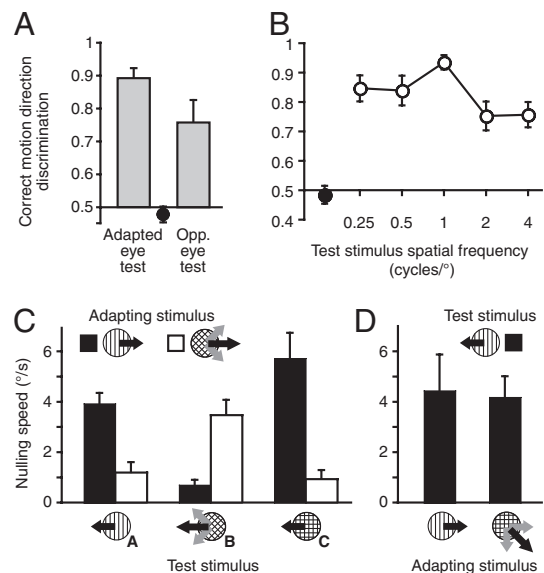 A
Correct motion direction
discrimination
1
0.9
0.8
0.7
0.6
0.5
Adapted
eye
test
Opp.
eye
test
B
1
0.9
0.8
0.7
0.6
0.5
0.4
0.25 0.5 1 2 4
Test stimulus spatial frequency
(cycles/°)
C
Adapting stimulus
Nulling speed (°/s)
6
4
2
0
A B C
Test stimulus
D
Test stimulus
6
4
2
0
Adapting stimulus